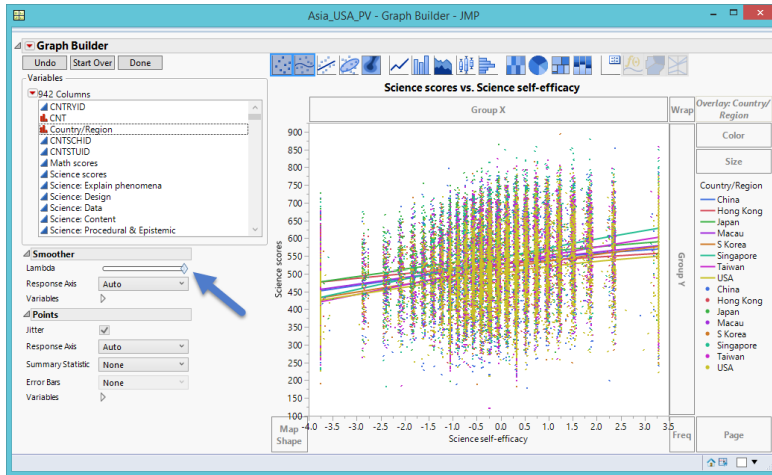 Asia_USA_PV - Graph Builder - JMP
Graph Builder
Undo Start Over Done
Variables
942 Columns
CNTRYID
CNT
Country/Region
CNTSCHID
CNTSTUID
Math scores
Science scores
Science: Explain phenomena
Science: Design
Science: Data
Science: Content
Science: Procedural & Epistemic
Smoother
Lambda
Response Axis Auto
Variables
Points
Jitter
Response Axis Auto
Summary Statistic None
Error Bars None
Variables
Science scores vs. Science self-efficacy
Group X
Wrap
Overlay: Country/
Region
Color
Size
Country/Region
China
Hong Kong
Japan
Macau
S Korea
Singapore
Taiwan
USA
China
Hong Kong
Japan
Macau
S Korea
Singapore
Taiwan
USA
Group Y
Science scores
900
850
800
750
700
650
600
550
500
450
400
350
300
250
200
150
100
-4.0 -3.5 -3.0 -2.5 -2.0 -1.5 -1.0 -0.5 0.0 0.5 1.0 1.5 2.0 2.5 3.0 3.5
Science self-efficacy
Map
Shape
Freq
Page